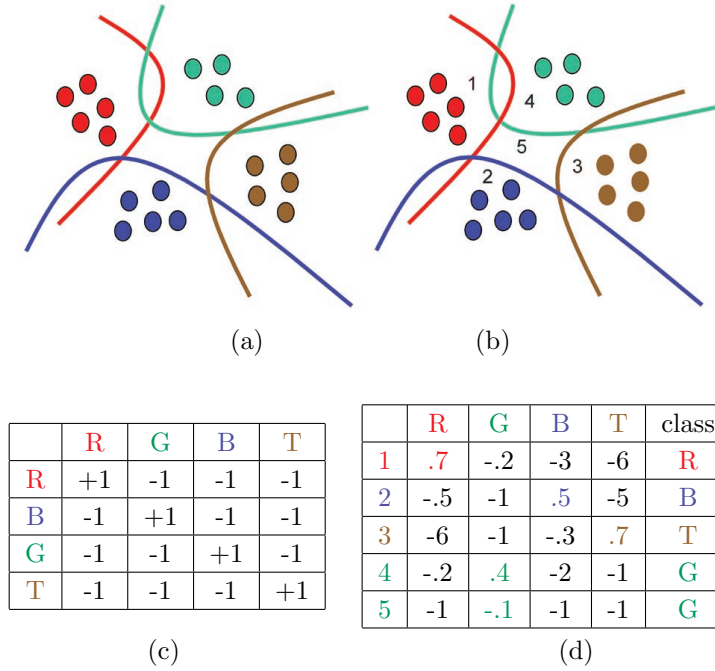 1
4
5
3
2
(a) (b)
R G B T
R +1 -1 -1 -1
B -1 +1 -1 -1
G -1 -1 +1 -1
T -1 -1 -1 +1
(c)
R G B T class
1 .7 -.2 -3 -6 R
2 -.5 -1 .5 -5 B
3 -6 -1 -.3 .7 T
4 -.2 .4 -2 -1 G
5 -1 -.1 -1 -1 G
(d)